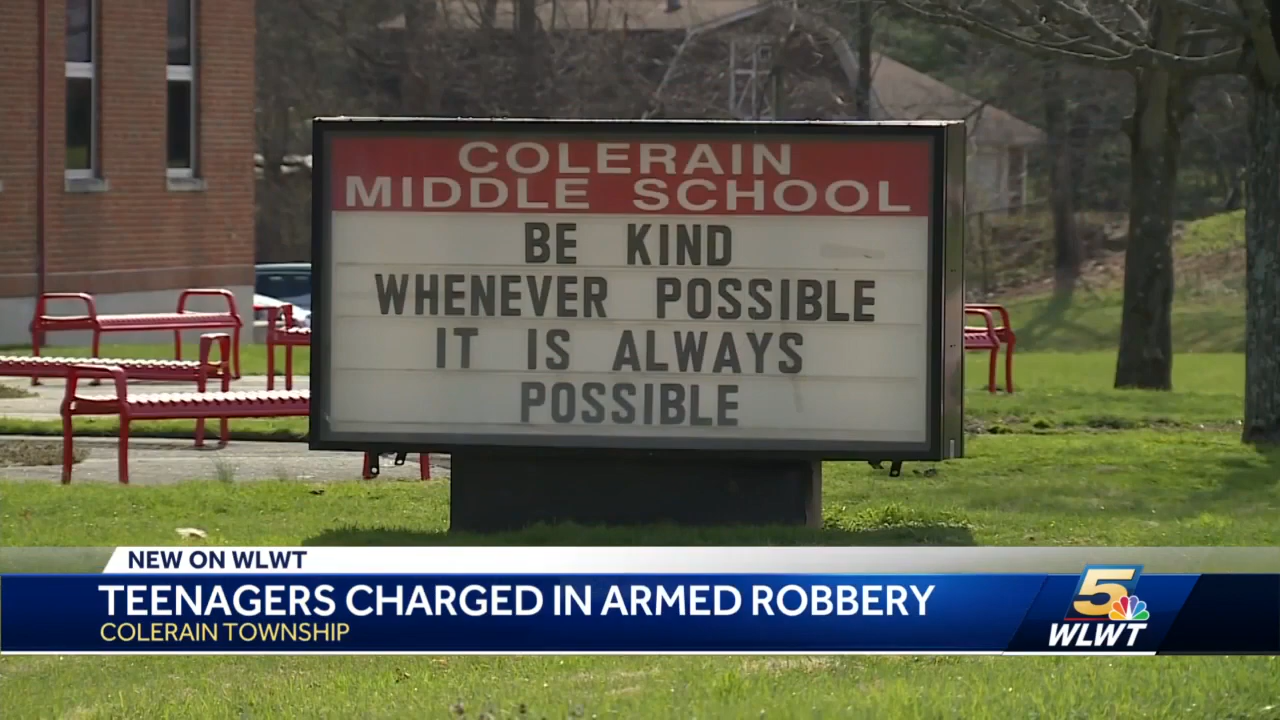 COLERAIN
MIDDLE SCHOOL
BE KIND
WHENEVER POSSIBLE
IT IS ALWAYS
POSSIBLE
NEW ON WLWT
TEENAGERS CHARGED IN ARMED ROBBERY
COLERAIN TOWNSHIP
5
WLWT